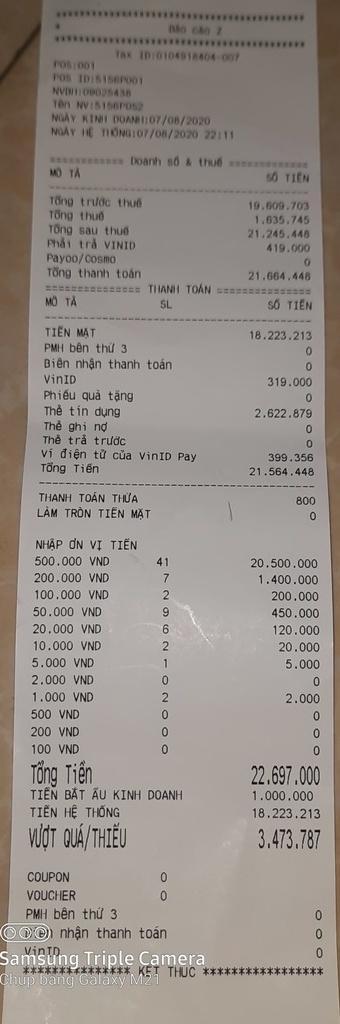 ************************************
* Báo cáo Z
************************************
Tax ID:0104918404-007
POS:001
POS ID:5156P001
NVBH:09025438
Tên NV:5156P052
NGÀY KINH DOANH:07/08/2020
NGÀY HỆ THỐNG:07/08/2020 22:11
============ Doanh số & thuế ============
MÔ TẢ SỐ TIỀN
Tổng trước thuế 19.609.703
Tổng thuế 1.635.745
Tổng sau thuế 21.245.448
Phải trả VINID 419.000
Payoo/Cosmo 0
Tổng thanh toán 21.664.448
=============== THANH TOÁN ===============
MÔ TẢ SL SỐ TIỀN
TIỀN MẶT 18.223.213
PMH bên thứ 3 0
Biên nhận thanh toán 0
VinID 319.000
Phiếu quà tặng 0
Thẻ tín dụng 2.622.879
Thẻ ghi nợ 0
Thẻ trả trước 0
Ví điện tử của VinID Pay 399.356
Tổng Tiền 21.564.448
THANH TOÁN THỪA 800
LÀM TRÒN TIỀN MẶT 0
NHẬP ƠN VỊ TIỀN
500.000 VND 41 20.500.000
200.000 VND 7 1.400.000
100.000 VND 2 200.000
50.000 VND 9 450.000
20.000 VND 6 120.000
10.000 VND 2 20.000
5.000 VND 1 5.000
2.000 VND 0 0
1.000 VND 2 2.000
500 VND 0 0
200 VND 0 0
100 VND 0 0
Tổng Tiền 22.697.000
TIỀN BẮT ẦU KINH DOANH 1.000.000
TIỀN HỆ THỐNG 18.223.213
VƯỢT QUÁ/THIẾU 3.473.787
COUPON 0
VOUCHER 0
PMH bên thứ 3 0
nhận thanh toán 0
VinID 0
*************** KẾT THÚC *****************
Samsung Triple Camera
Chụp bằng Galaxy M21